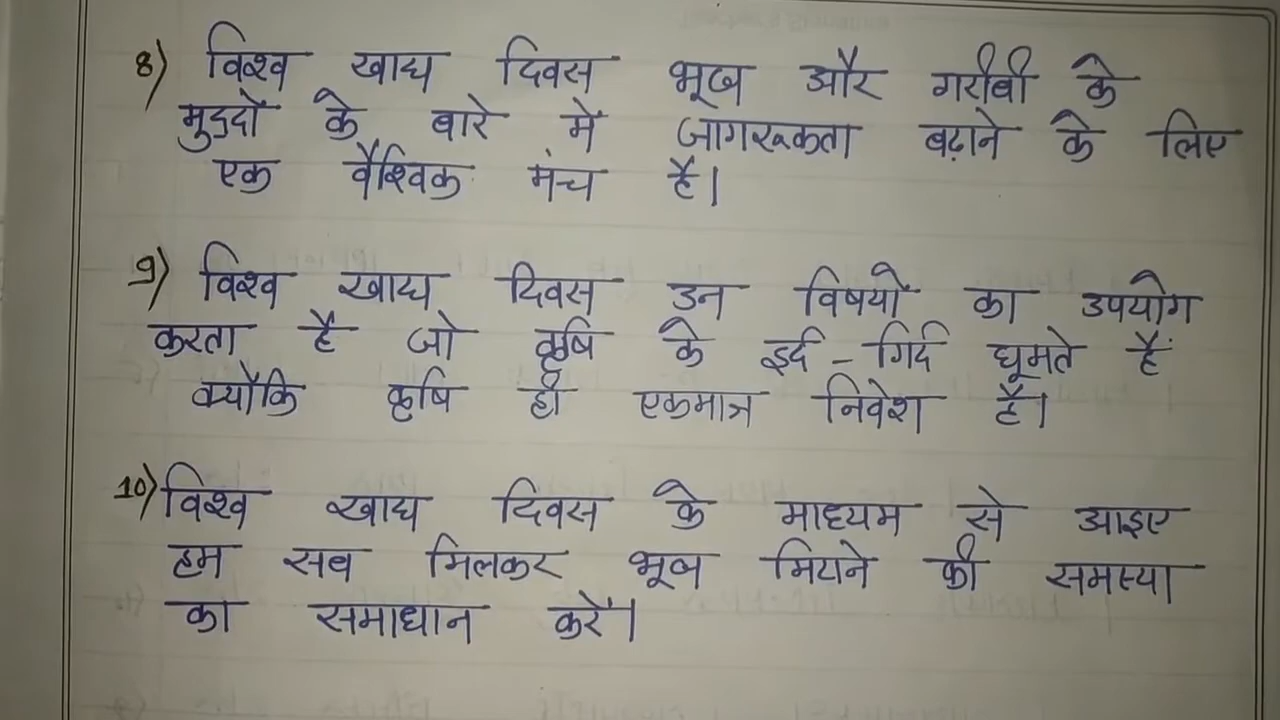 8) विश्व खाद्य दिवस भूख और गरीबी के
मुद्दों के बारे में जागरूकता बढ़ाने के लिए
एक वैश्विक मंच है।
9) विश्व खाद्य दिवस उन विषयों का उपयोग
करता है जो कृषि के इर्द-गिर्द घूमते हैं
क्योंकि कृषि ही एकमात्र निवेश है।
10) विश्व खाद्य दिवस के माध्यम से आइए
हम सब मिलकर भूख मिटाने की समस्या
का समाधान करें।